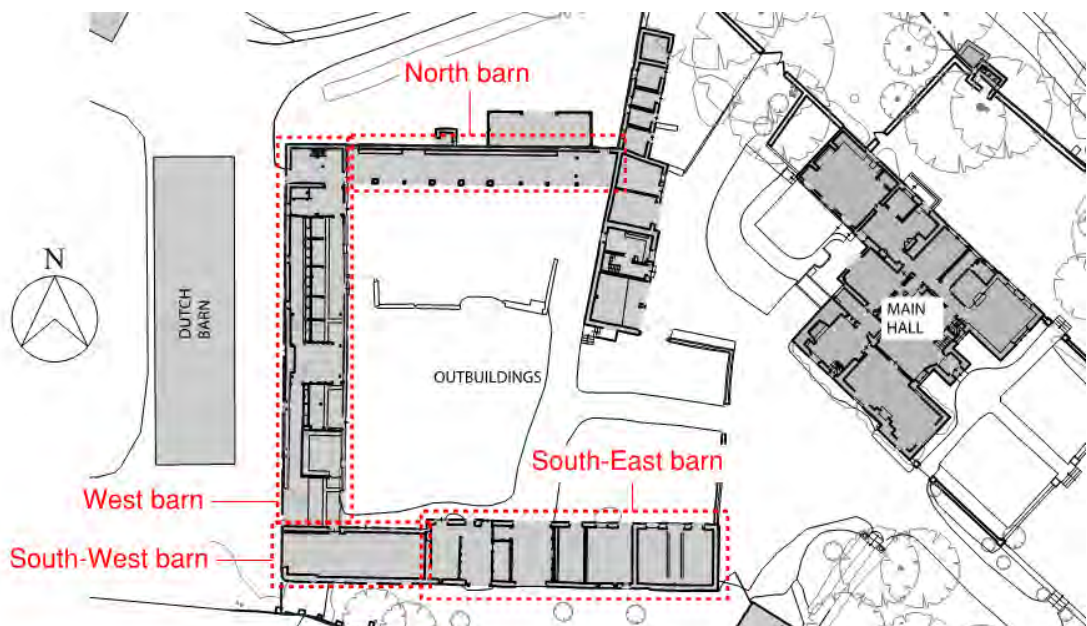 North barn
N
DUTCH
BARN
MAIN
HALL
OUTBUILDINGS
South-East barn
West barn
South-West barn